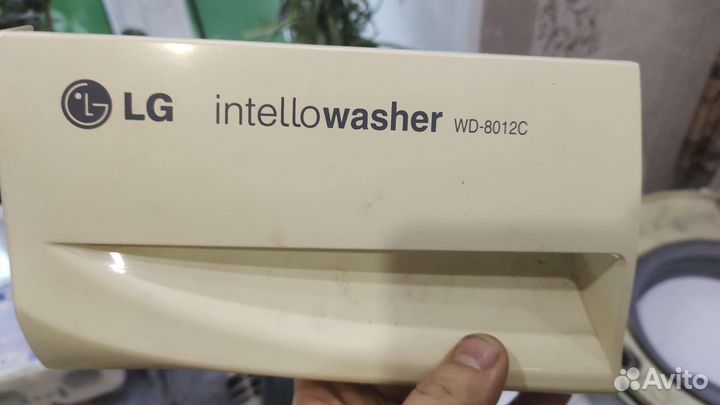 LG intellowasher WD-8012C
Avito